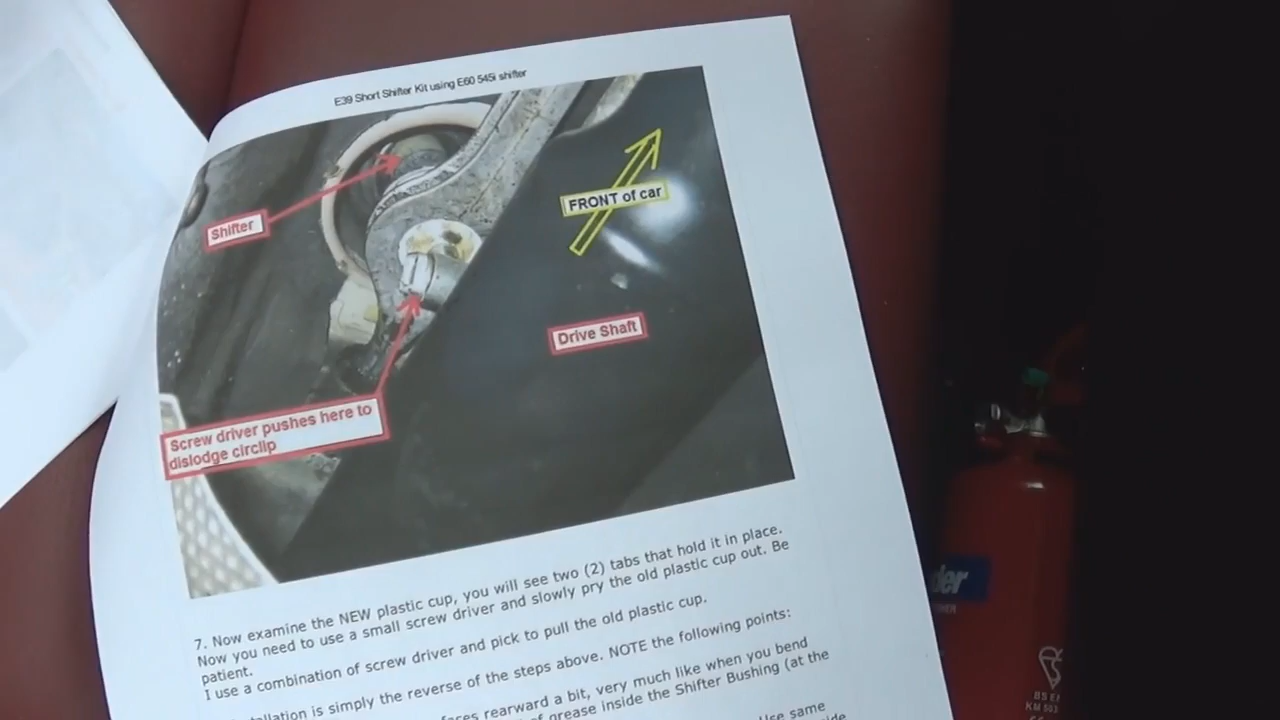 E39 Short Shifter Kit using E60 545i shifter
Shifter
FRONT of car
Drive Shaft
Screw driver pushes here to
dislodge circlip
7. Now examine the NEW plastic cup, you will see two (2) tabs that hold it in place.
Now you need to use a small screw driver and slowly pry the old plastic cup out. Be
patient.
I use a combination of screw driver and pick to pull the old plastic cup.
is simply the reverse of the steps above. NOTE the following points:
rearward a bit, very much like when you bend
of grease inside the Shifter Bushing (at the
Use same
BS
KM 503